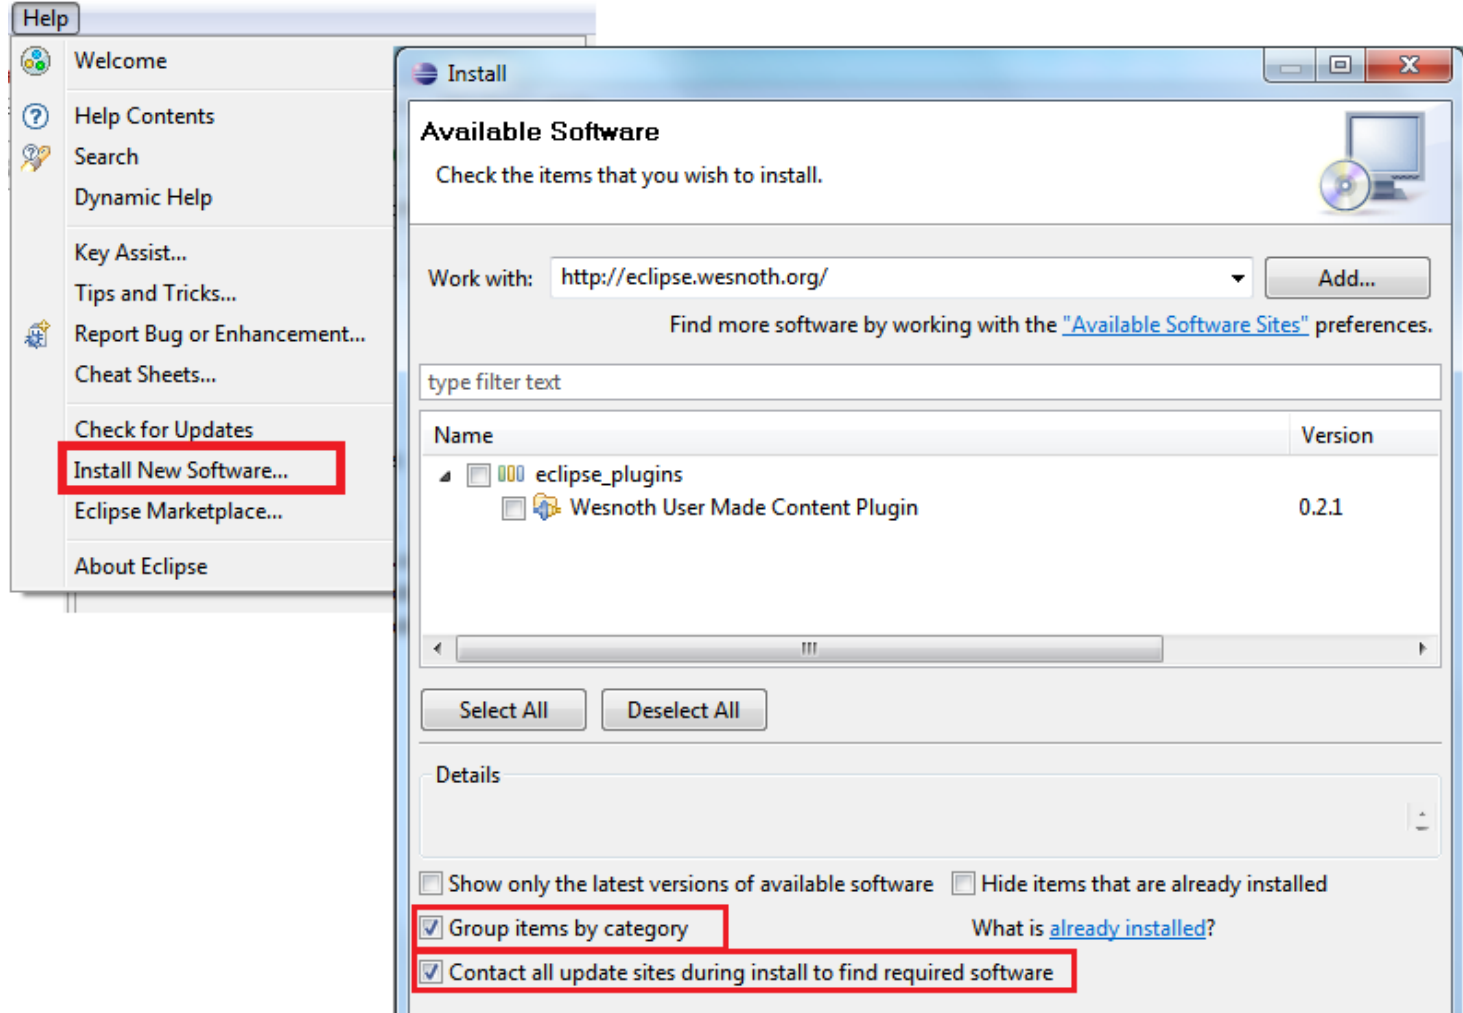 Help
Welcome
Help Contents
Search
Dynamic Help
Key Assist...
Tips and Tricks...
Report Bug or Enhancement...
Cheat Sheets...
Check for Updates
Install New Software...
Eclipse Marketplace...
About Eclipse
Install
Available Software
Check the items that you wish to install.
Work with: http://eclipse.wesnoth.org/ Add...
Find more software by working with the "Available Software Sites" preferences.
type filter text
Name Version
eclipse_plugins
Wesnoth User Made Content Plugin 0.2.1
Select All Deselect All
Details
Show only the latest versions of available software Hide items that are already installed
Group items by category What is already installed?
Contact all update sites during install to find required software